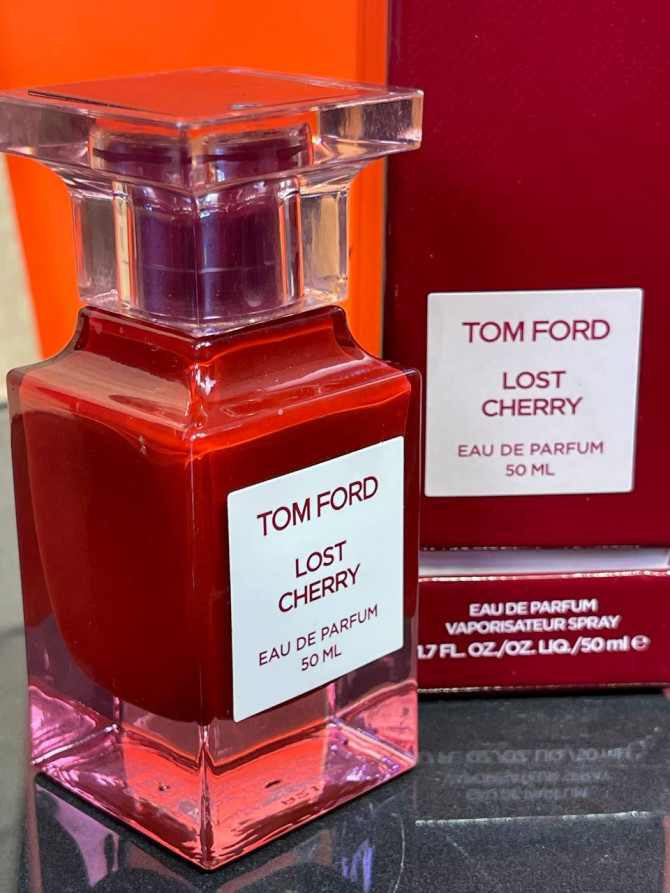 TOM FORD
LOST
CHERRY
EAU DE PARFUM
50 ML
TOM FORD
LOST
CHERRY
EAU DE PARFUM
50 ML
EAU DE PARFUM
VAPORISATEUR SPRAY
1.7 FL. OZ./OZ. LIQ./50 ml ℮